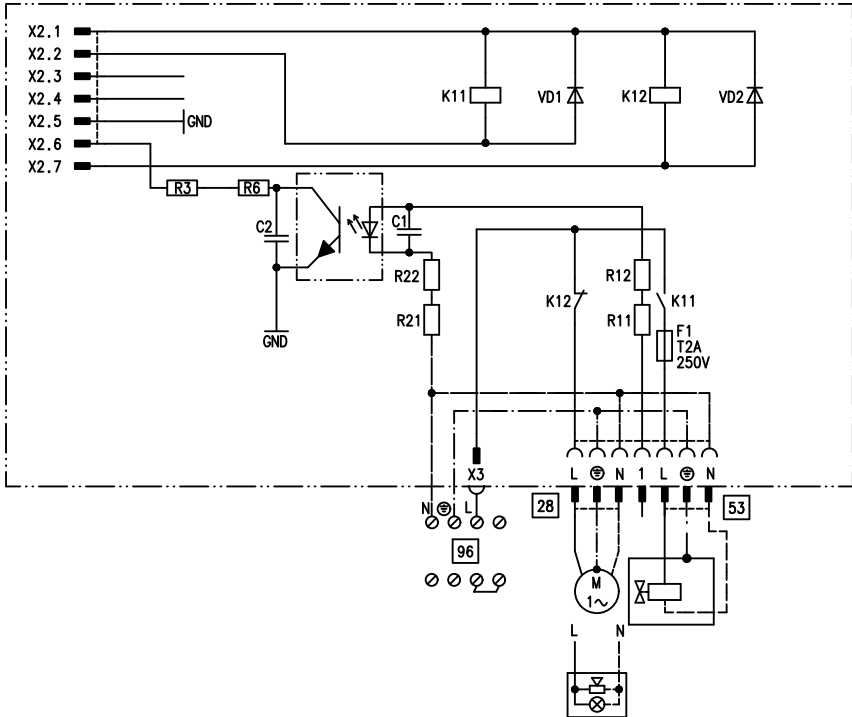 X2.1
X2.2
X2.3
X2.4
X2.5
X2.6
X2.7
GND
K11
VD1
K12
VD2
R3
R6
C2
C1
GND
R22
R21
K12
R12
R11
K11
F1
T2A
250V
X3
L
N
1
L
N
N
L
28
53
96
M
1~
L
N